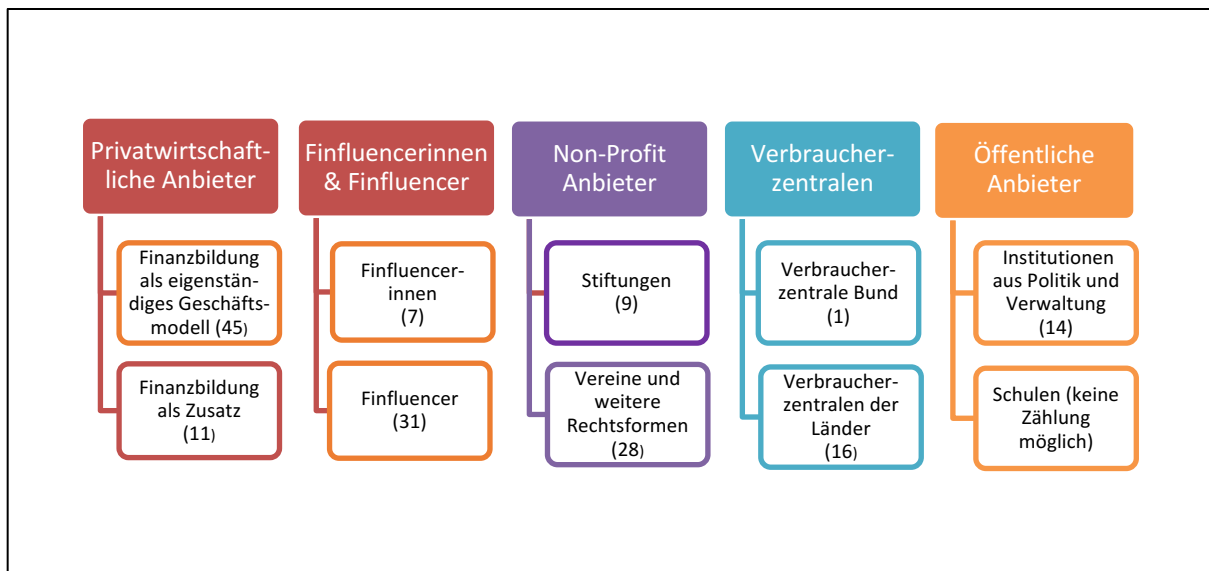 Privatwirtschaft-
liche Anbieter
Finanzbildung
als eigenstän-
diges Geschäfts-
modell (45)
Finanzbildung
als Zusatz
(11)
Finfluencerinnen
& Finfluencer
Finfluencer-
innen
(7)
Finfluencer
(31)
Non-Profit
Anbieter
Stiftungen
(9)
Vereine und
weitere
Rechtsformen
(28)
Verbraucher-
zentralen
Verbraucher-
zentrale Bund
(1)
Verbraucher-
zentralen der
Länder
(16)
Öffentliche
Anbieter
Institutionen
aus Politik und
Verwaltung
(14)
Schulen (keine
Zählung
möglich)